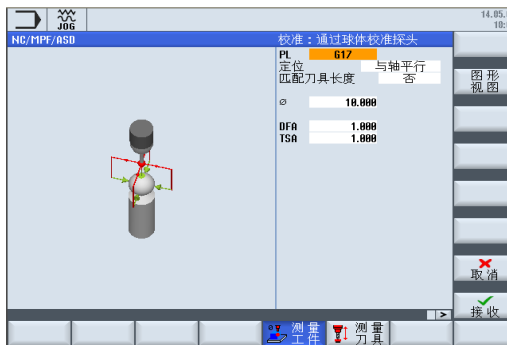 JOG
14.05.
10:
NC/MPF/ASD
校准：通过球体校准探头
PL G17
定位 与轴平行
匹配刀具长度 否
∅ 10.000
DFA 1.000
TSA 1.000
图形
视图
取消
接收
>
测量
工件
测量
刀具